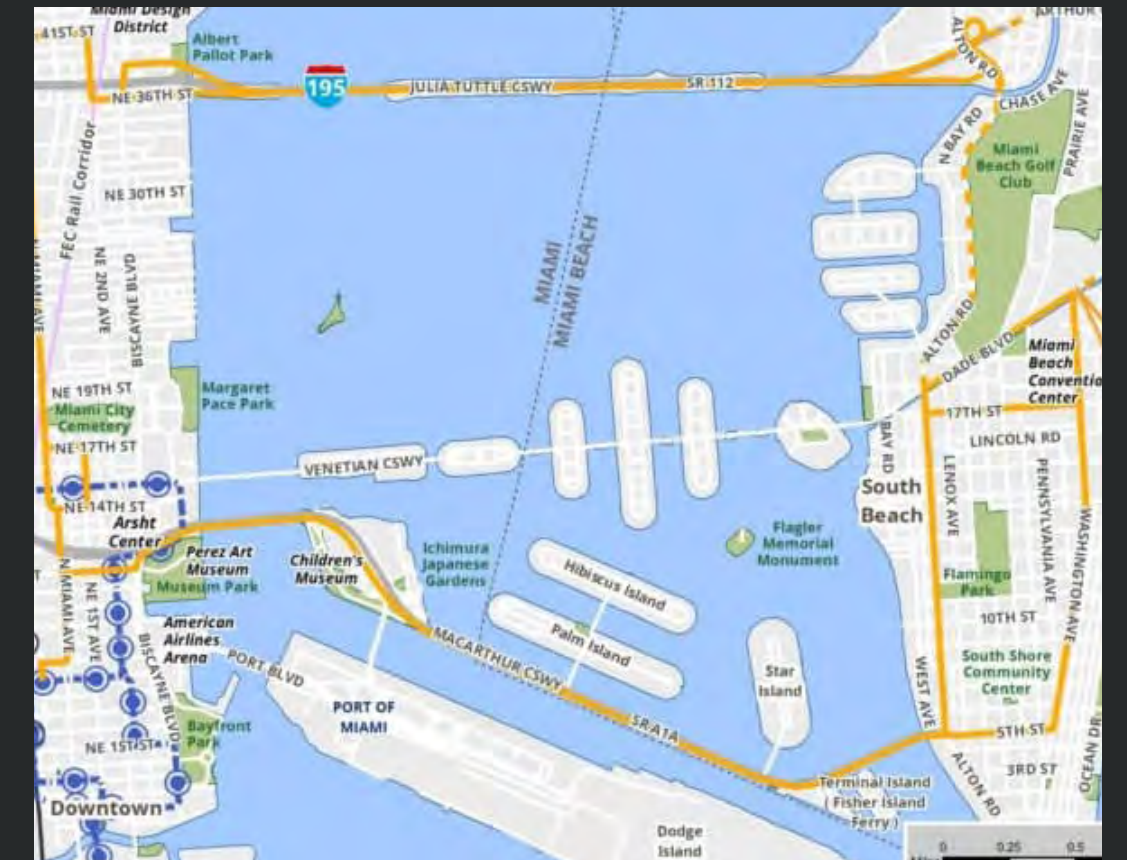 Miami Design
District
41ST ST
Albert
Pallot Park
195
JULIA TUTTLE CSWY
SR 112
ALTON RD
ARTHUR
NE 36TH ST
CHASE AVE
N BAY RD
PRAIRIE AVE
Miami
Beach Golf
Club
FEC Rail Corridor
NE 30TH ST
NE 2ND AVE
BISCAYNE BLVD
N MIAMI AVE
MIAMI
MIAMI BEACH
ALTON RD
DADE BLVD
Miami
Beach
Conventio
Center
NE 19TH ST
Margaret
Pace Park
Miami City
Cemetery
NE 17TH ST
17TH ST
LINCOLN RD
BAY RD
VENETIAN CSWY
LENOX AVE
PENNSYLVANIA AVE
South
Beach
NE 14TH ST
Arsht
Center
WASHINGTON AVE
Perez Art
Museum
Museum Park
Children's
Museum
Ichimura
Japanese
Gardens
Flagler
Memorial
Monument
Hibiscus Island
Flamingo
Park
T
N MIAMI AVE
NE 1ST AVE
10TH ST
American
Airlines
Arena
BISCAYNE BLVD
PORT BLVD
MACARTHUR CSWY
Palm Island
Star
Island
WEST AVE
South Shore
Community
Center
PORT OF
MIAMI
SR A1A
Bayfront
Park
NE 1ST ST
5TH ST
OCEAN DR
3RD ST
ALTON RD
Terminal Island
( Fisher Island
Ferry )
Downtown
Dodge
Island
0 0.25 0.5